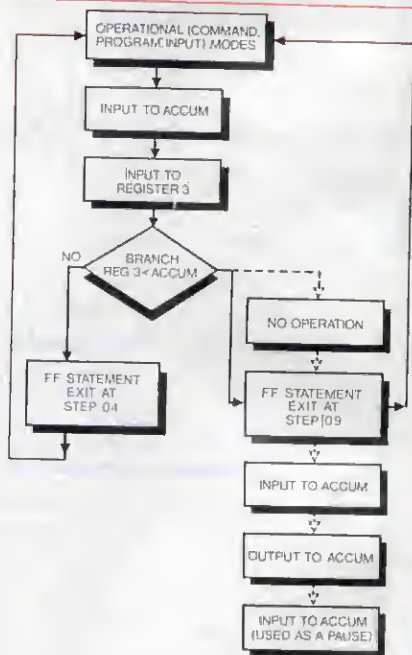 OPERATIONAL (COMMAND,
PROGRAM INPUT) MODES
INPUT TO ACCUM
INPUT TO
REGISTER 3
BRANCH
REG 3 < ACCUM
NO
NO OPERATION
FF STATEMENT
EXIT AT
STEP 04
FF STATEMENT
EXIT AT
STEP 09
INPUT TO ACCUM
OUTPUT TO ACCUM
INPUT TO ACCUM
(USED AS A PAUSE)